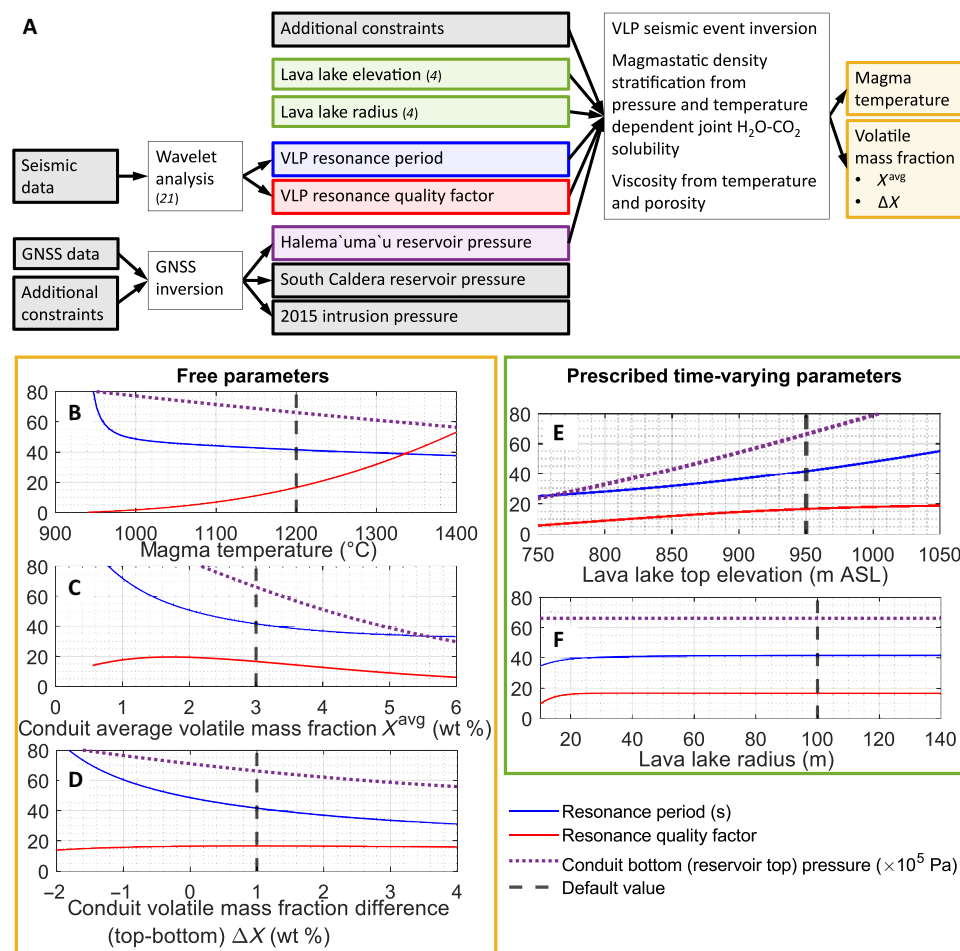 A
Additional constraints
Lava lake elevation (4)
Lava lake radius (4)
Seismic
data
Wavelet
analysis
(21)
VLP resonance period
VLP resonance quality factor
GNSS data
Additional
constraints
GNSS
inversion
Halema`uma`u reservoir pressure
South Caldera reservoir pressure
2015 intrusion pressure
VLP seismic event inversion
Magmastatic density
stratification from
pressure and temperature
dependent joint H₂O-CO₂
solubility
Viscosity from temperature
and porosity
Magma
temperature
Volatile
mass fraction
• Xᵃᵛᵍ
• ΔX
Free parameters
B
80
60
40
20
0
900 1000 1100 1200 1300 1400
Magma temperature (°C)
C
80
60
40
20
0
0 1 2 3 4 5 6
Conduit average volatile mass fraction Xᵃᵛᵍ (wt %)
D
80
60
40
20
0
−2 −1 0 1 2 3 4
Conduit volatile mass fraction difference
(top-bottom) ΔX (wt %)
Prescribed time-varying parameters
E
80
60
40
20
0
750 800 850 900 950 1000 1050
Lava lake top elevation (m ASL)
F
80
60
40
20
0
20 40 60 80 100 120 140
Lava lake radius (m)
Resonance period (s)
Resonance quality factor
Conduit bottom (reservoir top) pressure (×10⁵ Pa)
Default value